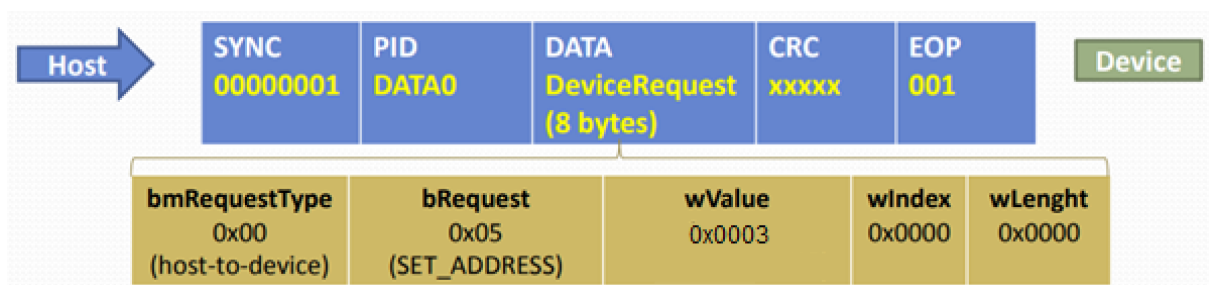 Host
SYNC PID DATA CRC EOP
00000001 DATA0 DeviceRequest xxxxx 001
(8 bytes)
Device
bmRequestType bRequest wValue wIndex wLenght
0x00 0x05 0x0003 0x0000 0x0000
(host-to-device) (SET_ADDRESS)